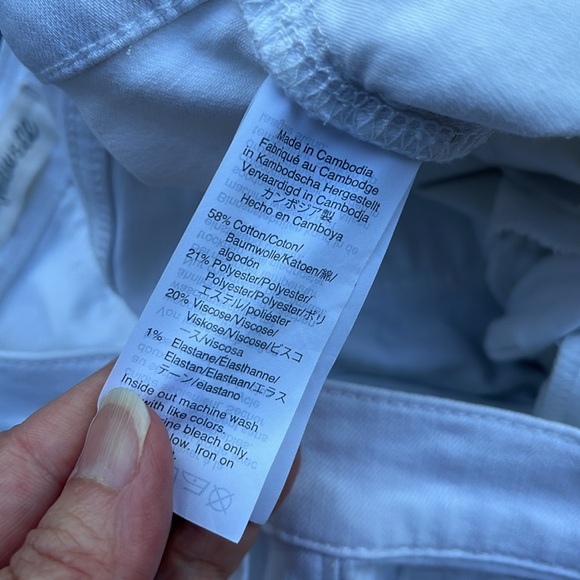 Made in Cambodia
Fabriqué au Cambodge
in Kambodscha Hergestellt
Vervaardigd in Cambodja
カンボジア製
Hecho en Camboya
58% Cotton/Coton/
Baumwolle/Katoen/綿/
algodón
21% Polyester/Polyester/
Polyester/Polyester/ポリ
エステル/poliéster
20% Viscose/Viscose/
Viskose/Viscose/ビスコ
ース/viscosa
1% Elastane/Élasthanne/
Elastan/Elastaan/エラス
テーン/elastano
Inside out machine wash
with like colors.
bleach only.
low. Iron on